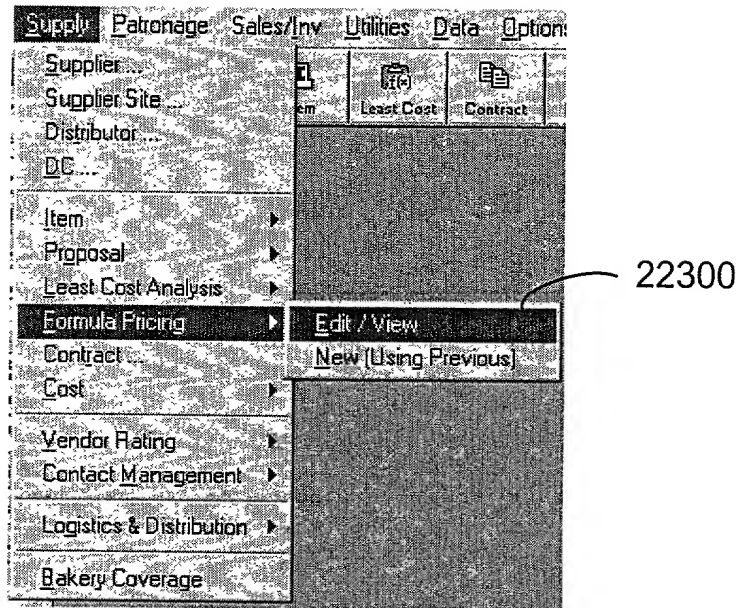 Supply Patronage Sales/Inv Utilities Data Option
Supplier ...
Supplier Site ...
em Least Cost Contract
Distributor ...
DC ...
Item
Proposal
Least Cost Analysis
22300
Formula Pricing Edit / View
Contract ... New (Using Previous)
Cost
Vendor Rating
Contact Management
Logistics & Distribution
Bakery Coverage